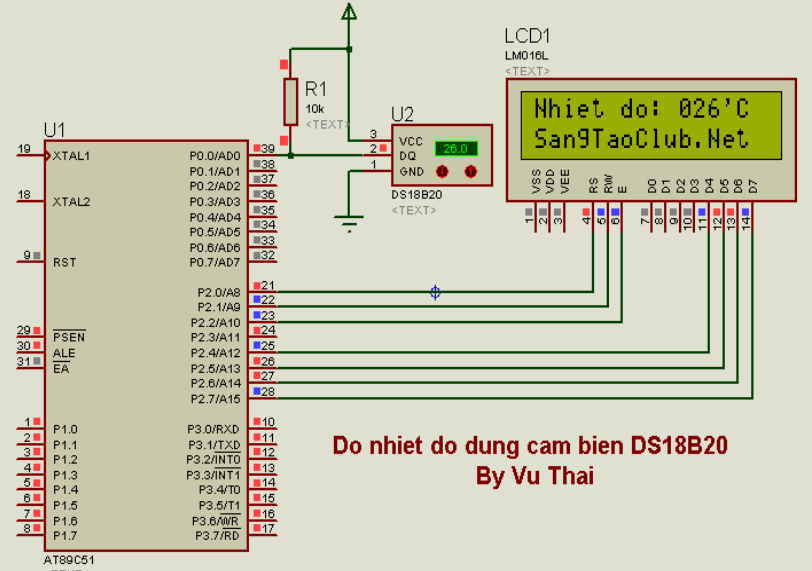 LCD1
LM016L
<TEXT>
Nhiet do: 026'C
San9TaoClub.Net
VSS VDD VEE RS RW E D0 D1 D2 D3 D4 D5 D6 D7
1 2 3 4 5 6 7 8 9 10 11 12 13 14
R1
10k
<TEXT>
U2
3 VCC
2 DQ
1 GND
26.0
DS18B20
<TEXT>
U1
19 XTAL1
18 XTAL2
9 RST
29 PSEN
30 ALE
31 EA
1 P1.0
2 P1.1
3 P1.2
4 P1.3
5 P1.4
6 P1.5
7 P1.6
8 P1.7
P0.0/AD0 39
P0.1/AD1 38
P0.2/AD2 37
P0.3/AD3 36
P0.4/AD4 35
P0.5/AD5 34
P0.6/AD6 33
P0.7/AD7 32
P2.0/A8 21
P2.1/A9 22
P2.2/A10 23
P2.3/A11 24
P2.4/A12 25
P2.5/A13 26
P2.6/A14 27
P2.7/A15 28
P3.0/RXD 10
P3.1/TXD 11
P3.2/INT0 12
P3.3/INT1 13
P3.4/T0 14
P3.5/T1 15
P3.6/WR 16
P3.7/RD 17
AT89C51
Do nhiet do dung cam bien DS18B20
By Vu Thai